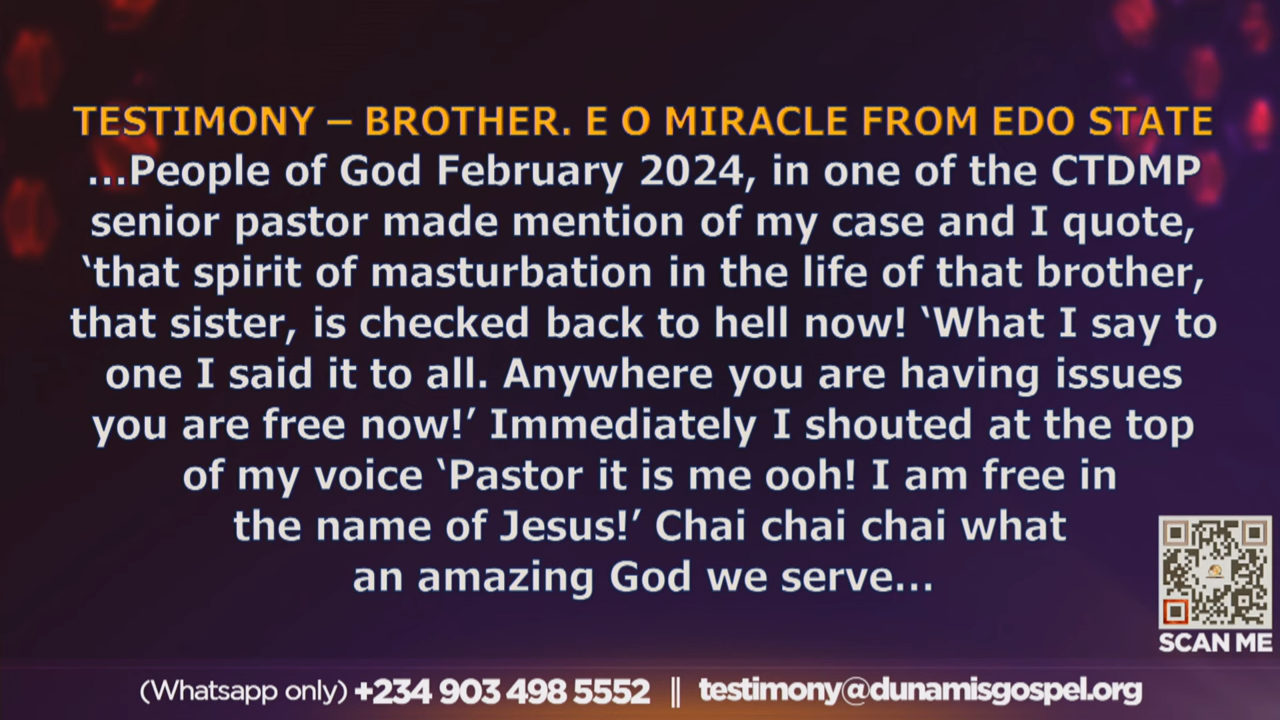 TESTIMONY – BROTHER. E O MIRACLE FROM EDO STATE
...People of God February 2024, in one of the CTDMP
senior pastor made mention of my case and I quote,
‘that spirit of masturbation in the life of that brother,
that sister, is checked back to hell now! ‘What I say to
one I said it to all. Anywhere you are having issues
you are free now!’ Immediately I shouted at the top
of my voice ‘Pastor it is me ooh! I am free in
the name of Jesus!’ Chai chai chai what
an amazing God we serve...
SCAN ME
(Whatsapp only) +234 903 498 5552 || testimony@dunamisgospel.org